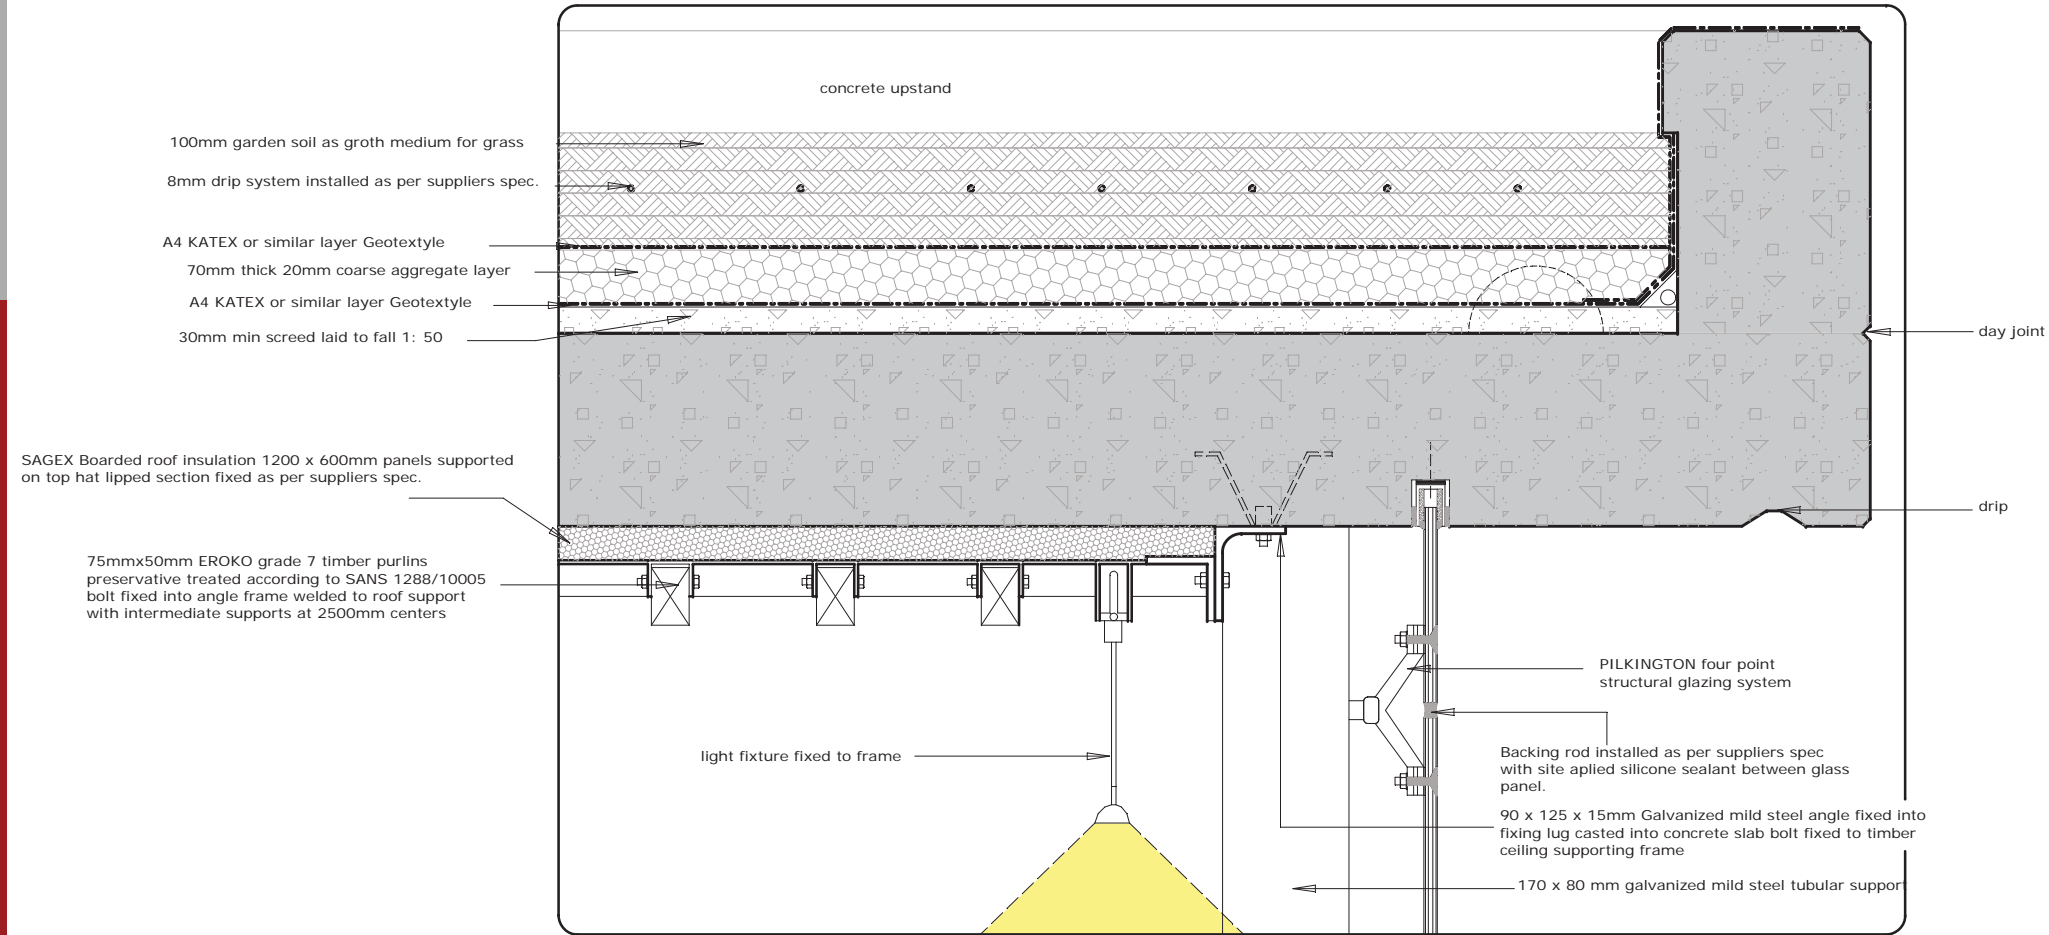 concrete upstand
100mm garden soil as groth medium for grass
8mm drip system installed as per suppliers spec.
A4 KATEX or similar layer Geotextyle
70mm thick 20mm coarse aggregate layer
A4 KATEX or similar layer Geotextyle
30mm min screed laid to fall 1: 50
day joint
SAGEX Boarded roof insulation 1200 x 600mm panels supported
on top hat lipped section fixed as per suppliers spec.
drip
75mmx50mm EROKO grade 7 timber purlins
preservative treated according to SANS 1288/10005
bolt fixed into angle frame welded to roof support
with intermediate supports at 2500mm centers
PILKINGTON four point
structural glazing system
light fixture fixed to frame
Backing rod installed as per suppliers spec
with site aplied silicone sealant between glass
panel.
90 x 125 x 15mm Galvanized mild steel angle fixed into
fixing lug casted into concrete slab bolt fixed to timber
ceiling supporting frame
170 x 80 mm galvanized mild steel tubular support